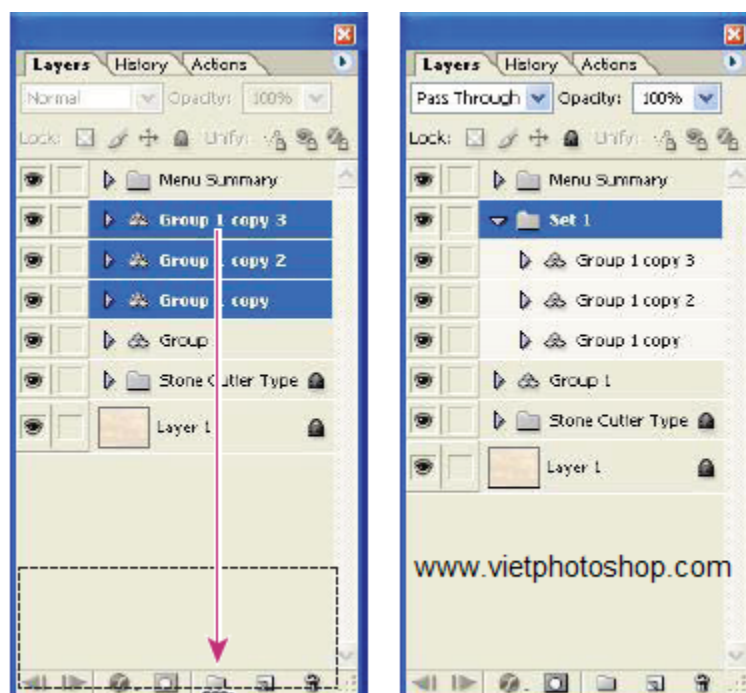 Layers History Actions
Normal Opacity: 100%
Lock: Unify:
Menu Summary
Group 1 copy 3
Group copy 2
Group copy
Group
Stone Cutter Type
Layer 1
Layers History Actions
Pass Through Opacity: 100%
Lock: Unify:
Menu Summary
Set 1
Group 1 copy 3
Group 1 copy 2
Group 1 copy
Group 1
Stone Cutter Type
Layer 1
www.vietphotoshop.com